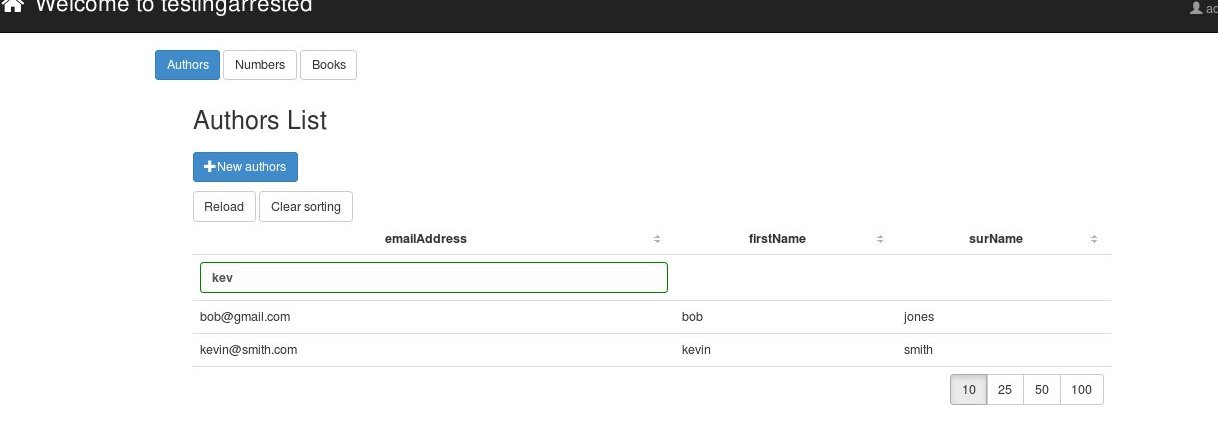 Welcome to testingarrested
Authors Numbers Books
Authors List
New authors
Reload Clear sorting
emailAddress firstName surName
kev
bob@gmail.com bob jones
kevin@smith.com kevin smith
10 25 50 100